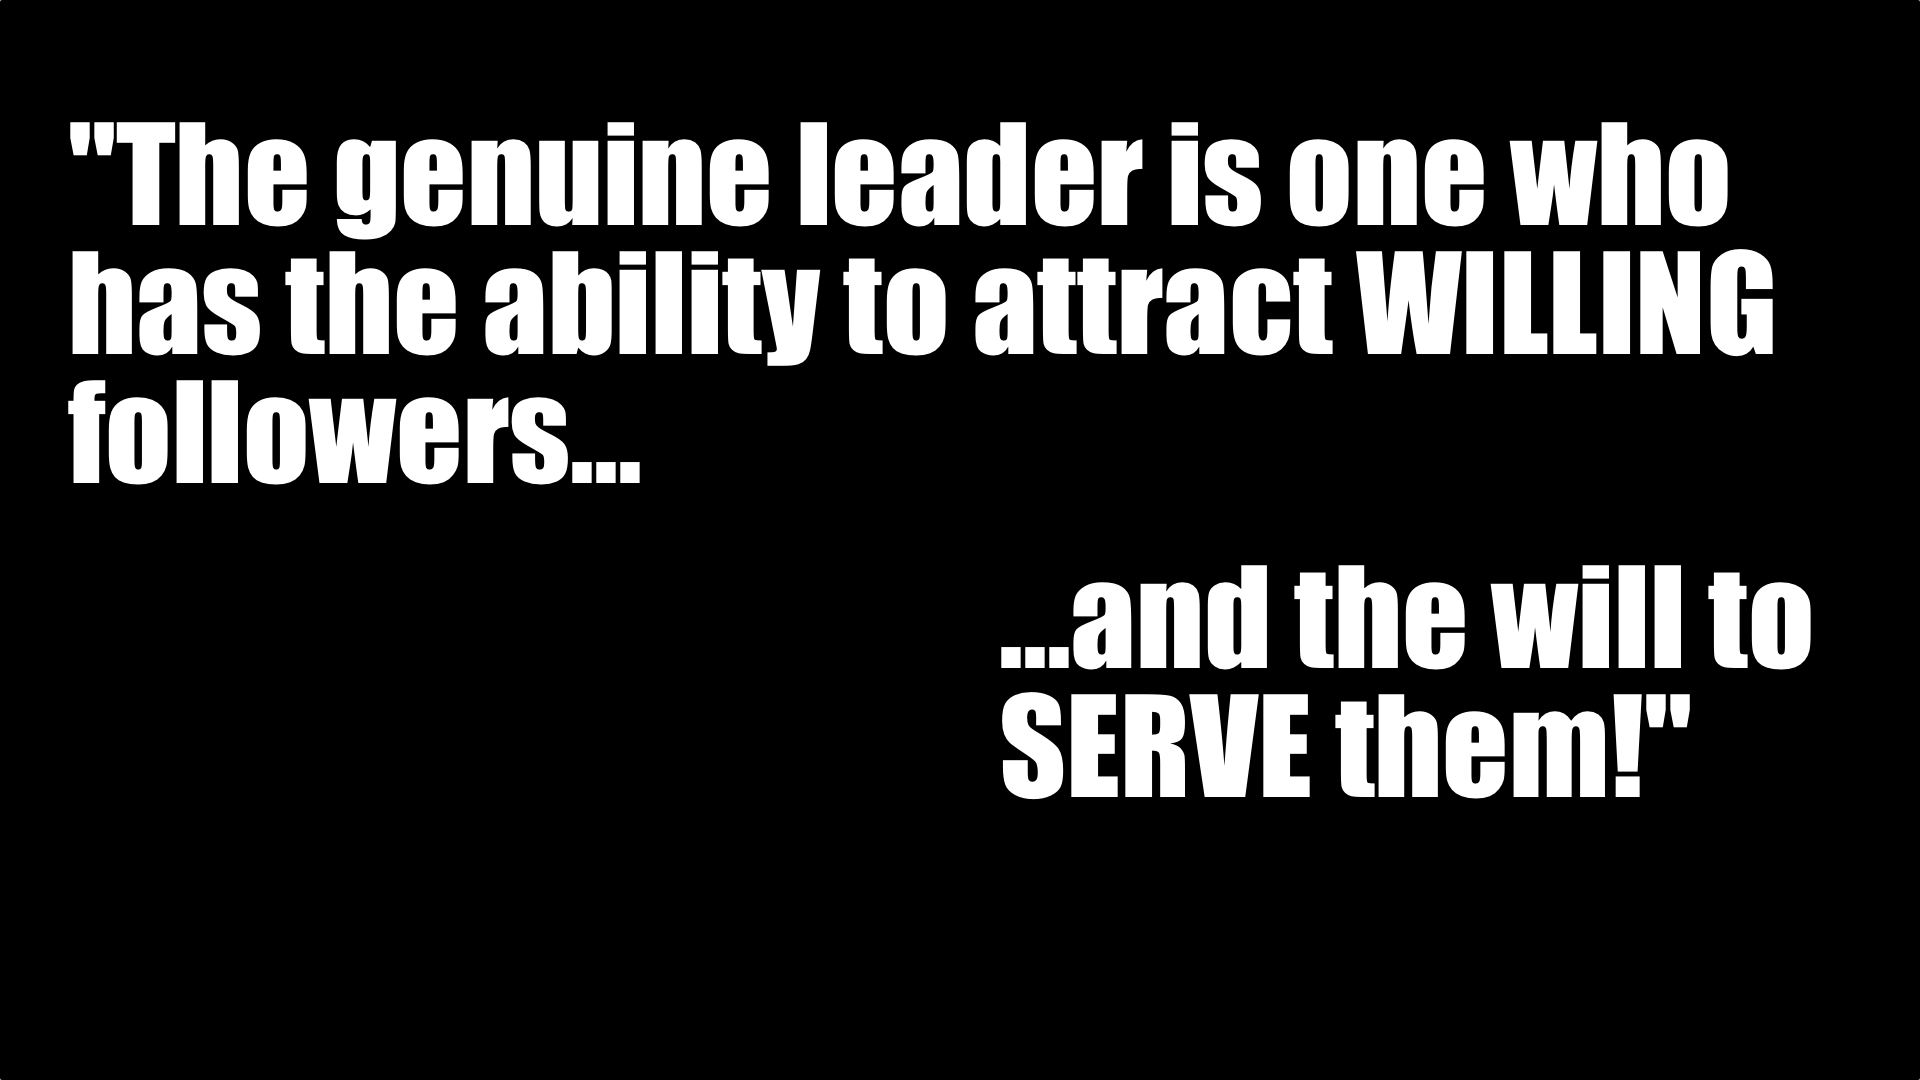 "The genuine leader is one who
has the ability to attract WILLING
followers...
...and the will to
SERVE them!"